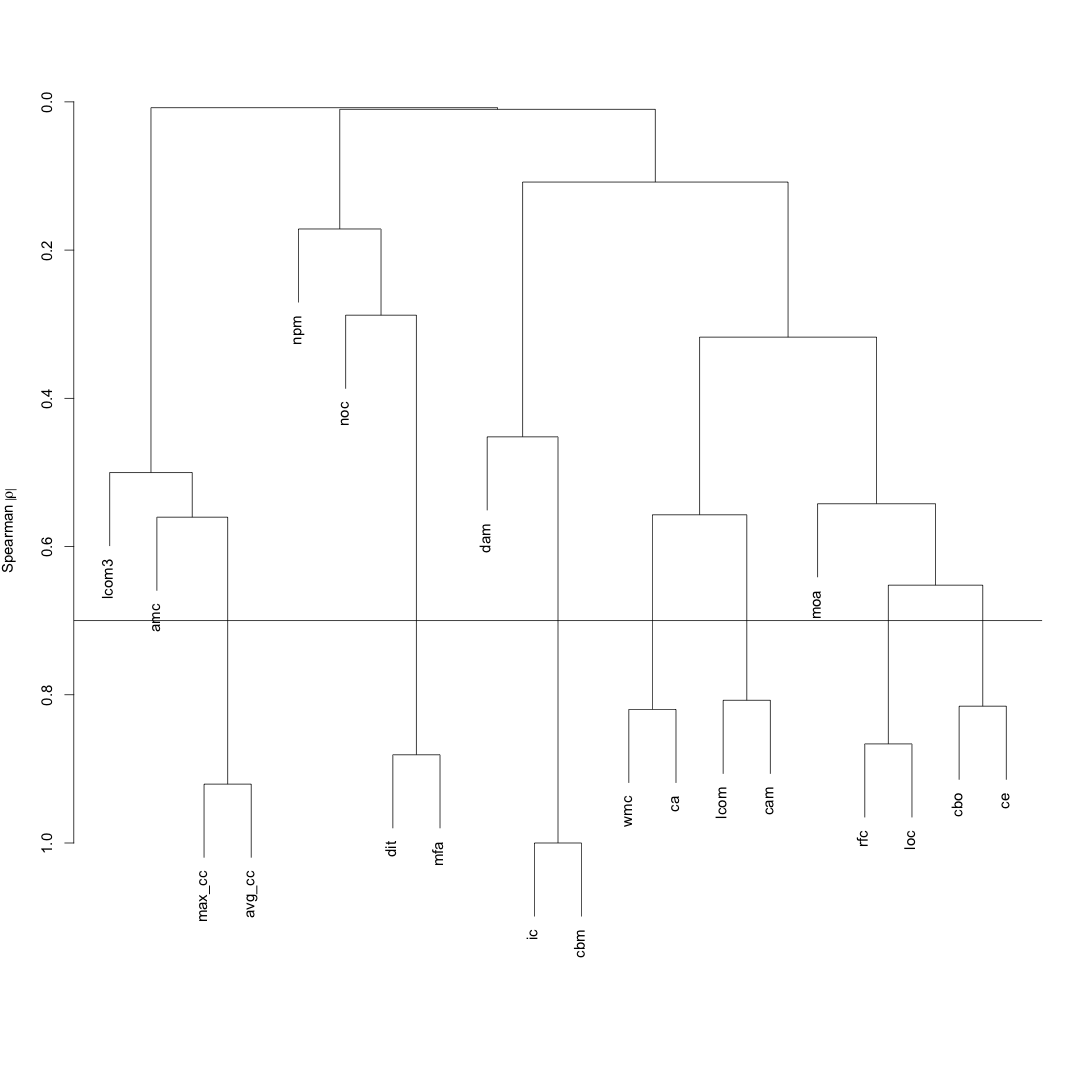 Spearman |ρ|
0.0
0.2
0.4
0.6
0.8
1.0
lcom3
amc
max_cc
avg_cc
npm
noc
dit
mfa
dam
ic
cbm
wmc
ca
lcom
cam
moa
rfc
loc
cbo
ce